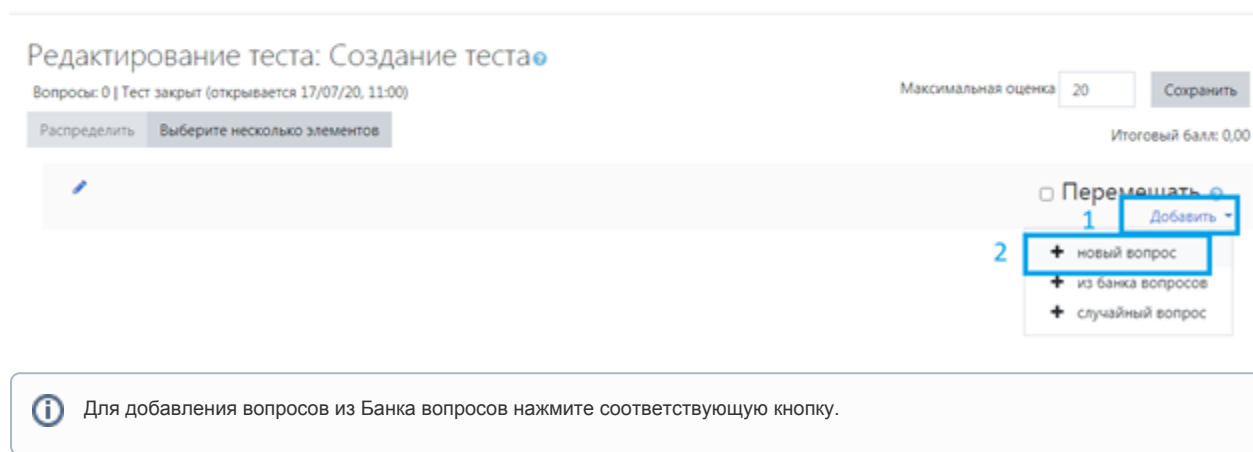 Редактирование теста: Создание теста
Вопросы: 0 | Тест закрыт (открывается 17/07/20, 11:00)
Максимальная оценка 20 Сохранить
Распределить Выберите несколько элементов
Итоговый балл: 0,00
Перемешать
1 Добавить
2 + новый вопрос
+ из банка вопросов
+ случайный вопрос
Для добавления вопросов из Банка вопросов нажмите соответствующую кнопку.